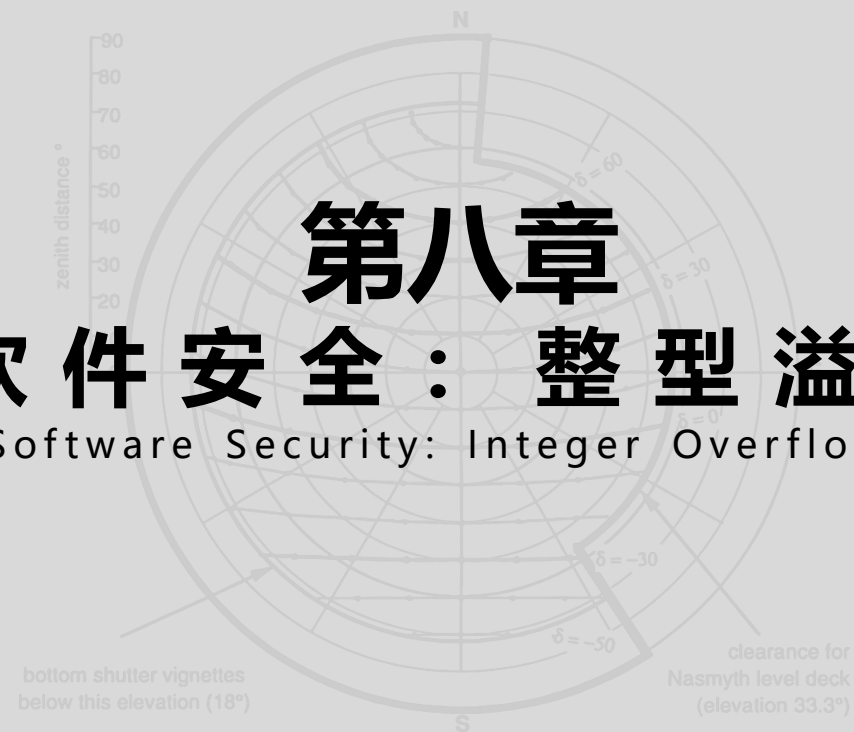 N
90
80
70
60
50
40
30
20
zenith distance °
δ = 60
δ = 30
δ = 0
δ = −30
δ = −50
第八章
件安全：整型溢
Software Security: Integer Overflo
bottom shutter vignettes
below this elevation (18°)
clearance for
Nasmyth level deck
(elevation 33.3°)
S